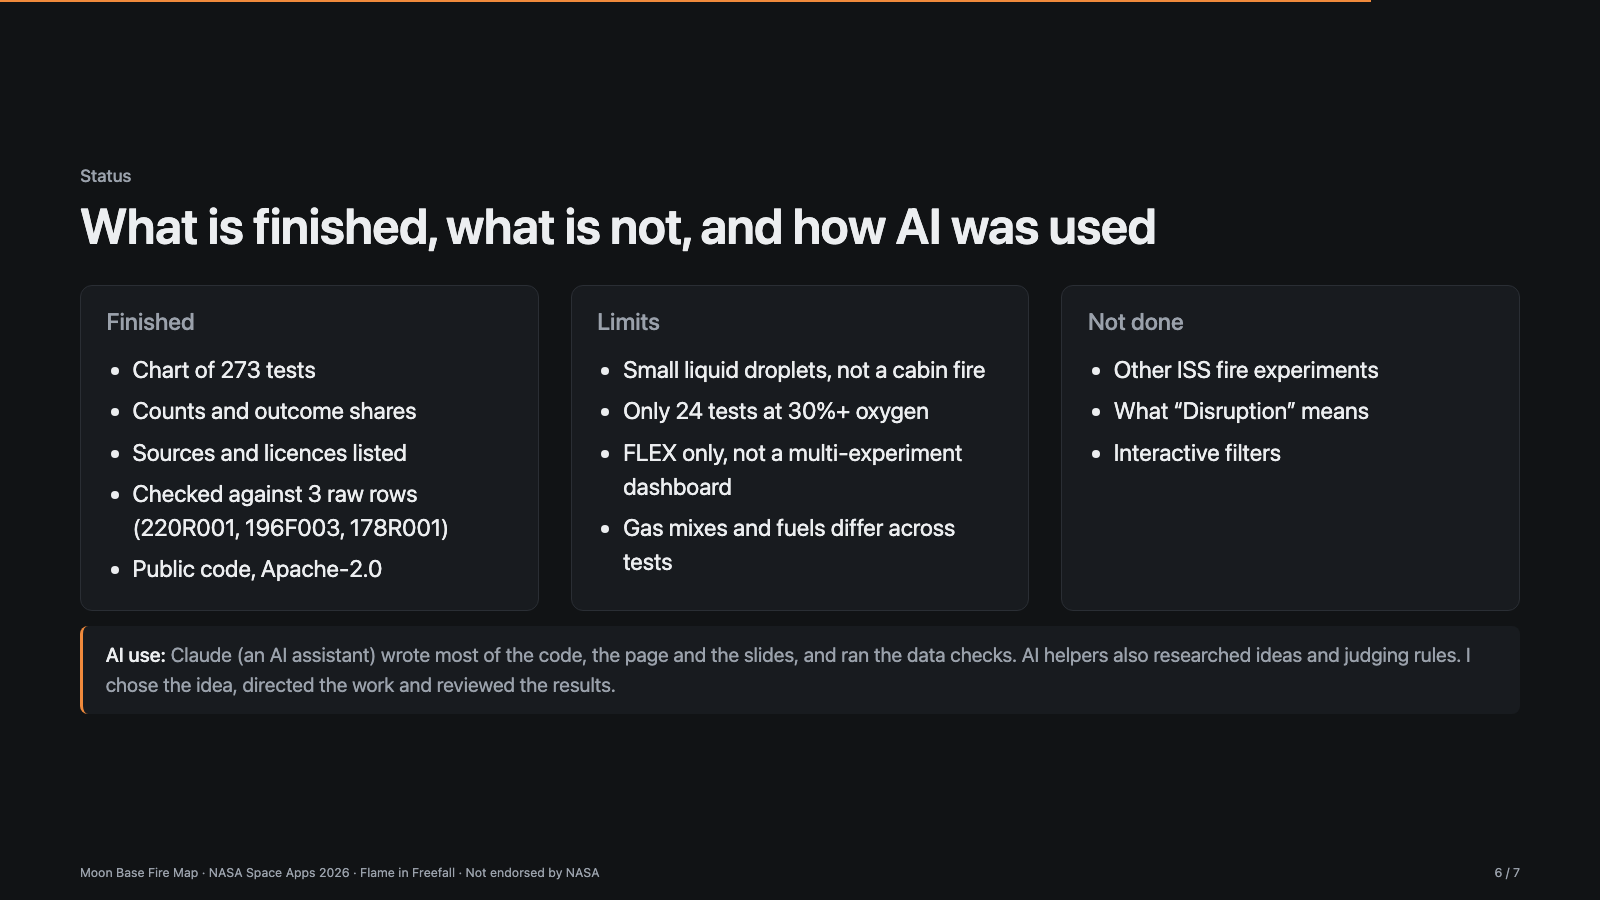 Status
What is finished, what is not, and how AI was used
Finished
• Chart of 273 tests
• Counts and outcome shares
• Sources and licences listed
• Checked against 3 raw rows
(220R001, 196F003, 178R001)
• Public code, Apache-2.0
Limits
• Small liquid droplets, not a cabin fire
• Only 24 tests at 30%+ oxygen
• FLEX only, not a multi-experiment
dashboard
• Gas mixes and fuels differ across
tests
Not done
• Other ISS fire experiments
• What “Disruption” means
• Interactive filters
AI use: Claude (an AI assistant) wrote most of the code, the page and the slides, and ran the data checks. AI helpers also researched ideas and judging rules. I
chose the idea, directed the work and reviewed the results.
Moon Base Fire Map · NASA Space Apps 2026 · Flame in Freefall · Not endorsed by NASA
6 / 7